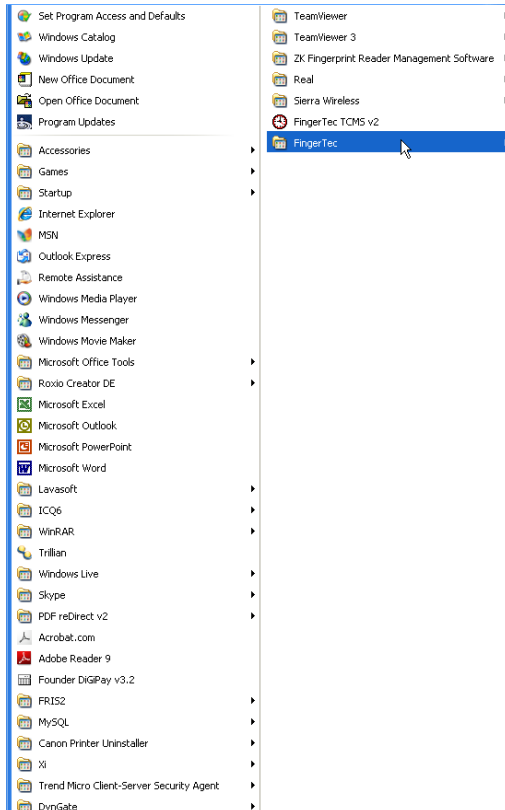 Set Program Access and Defaults
Windows Catalog
Windows Update
New Office Document
Open Office Document
Program Updates
Accessories
Games
Startup
Internet Explorer
MSN
Outlook Express
Remote Assistance
Windows Media Player
Windows Messenger
Windows Movie Maker
Microsoft Office Tools
Roxio Creator DE
Microsoft Excel
Microsoft Outlook
Microsoft PowerPoint
Microsoft Word
Lavasoft
ICQ6
WinRAR
Trillian
Windows Live
Skype
PDF reDirect v2
Acrobat.com
Adobe Reader 9
Founder DiGiPay v3.2
FRIS2
MySQL
Canon Printer Uninstaller
Xi
Trend Micro Client-Server Security Agent
DynGate
TeamViewer
TeamViewer 3
ZK Fingerprint Reader Management Software
Real
Sierra Wireless
FingerTec TCMS v2
FingerTec